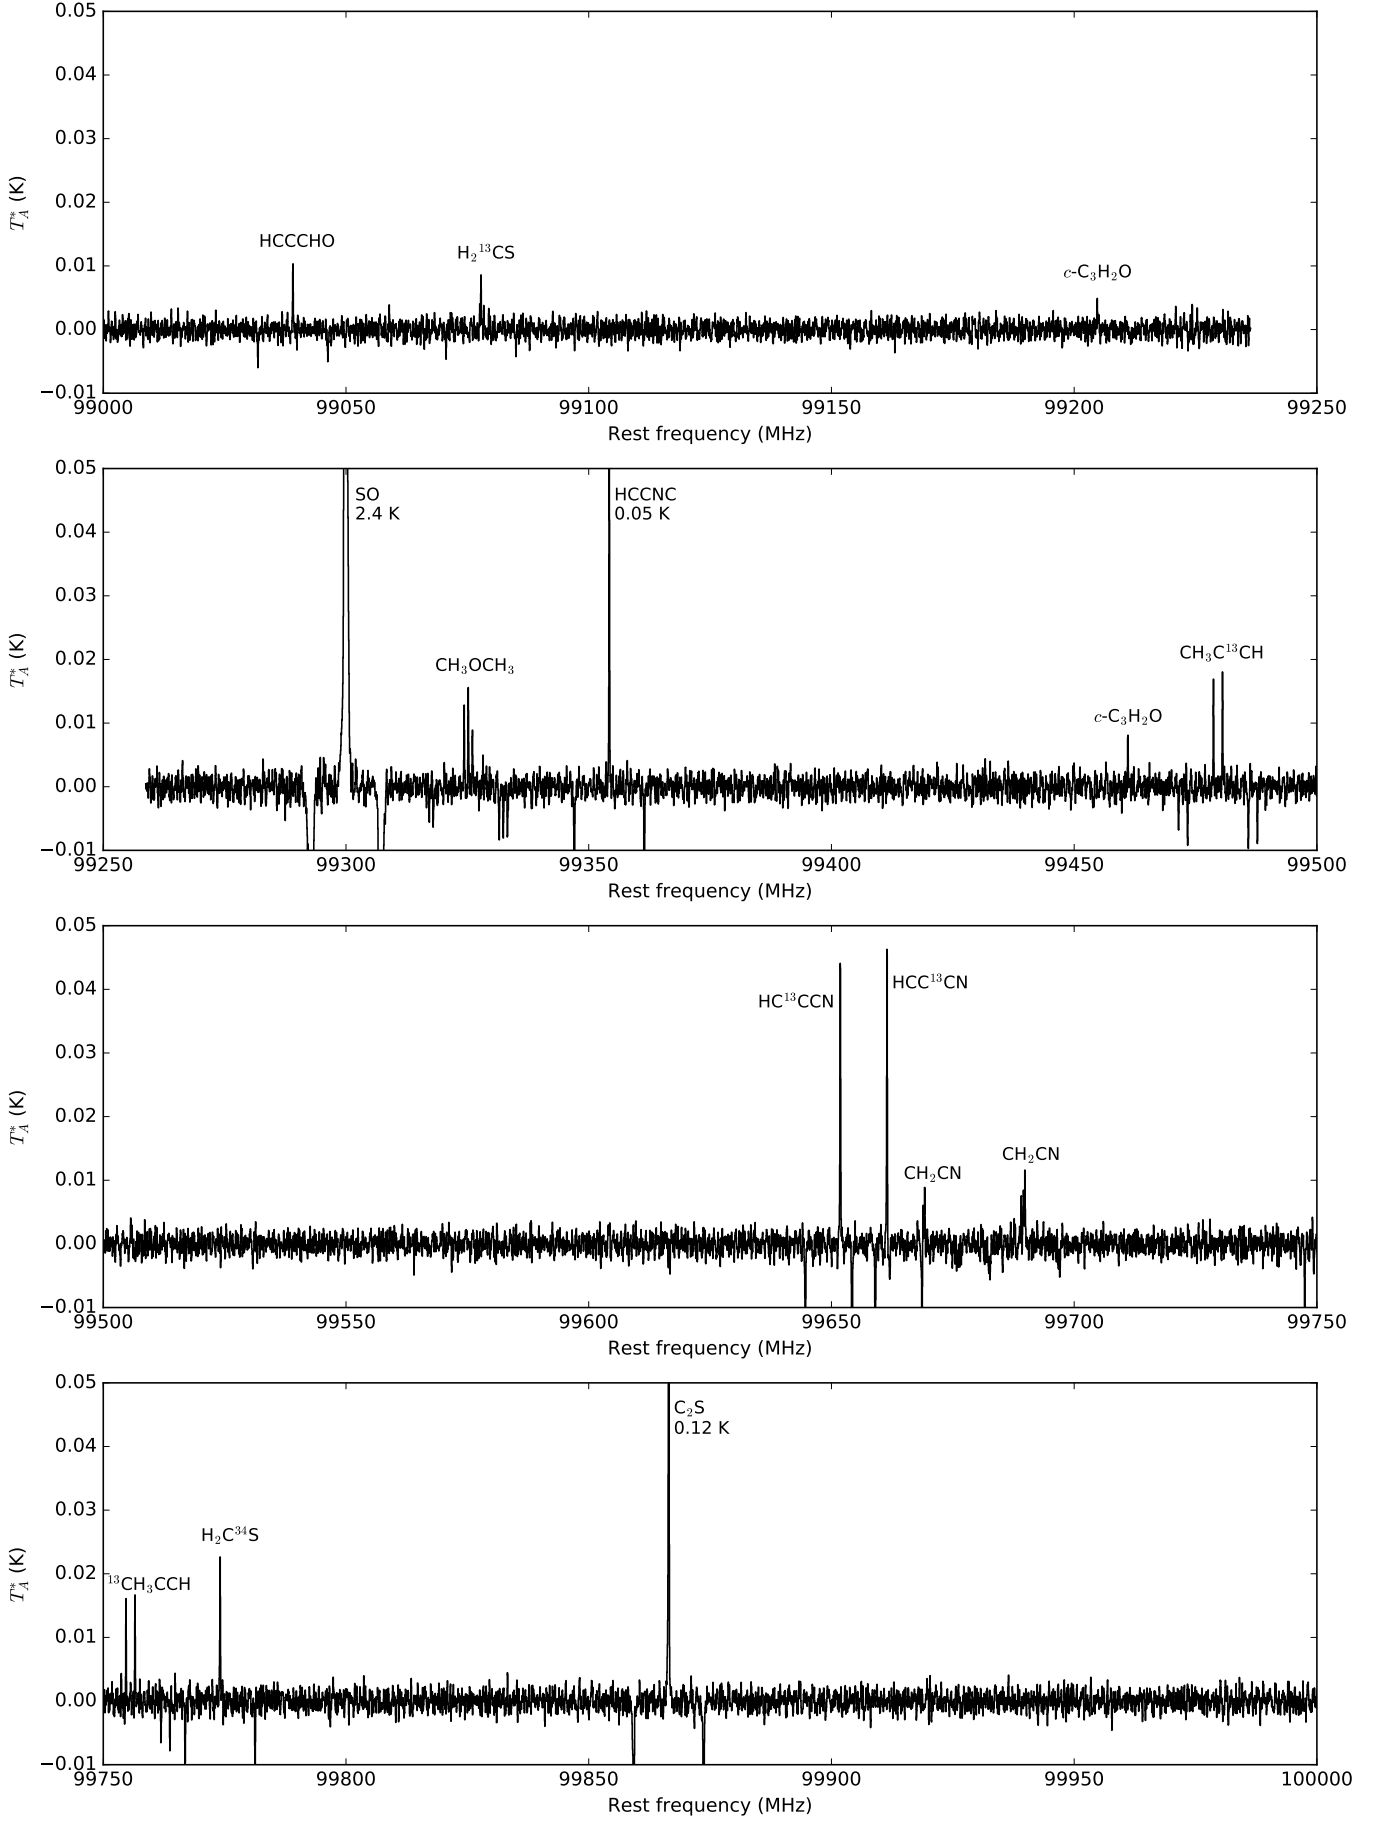 0.05
0.04
0.03
0.02
0.01
0.00
−0.01
T*A (K)
HCCCHO
H₂¹³CS
c-C₃H₂O
99000 99050 99100 99150 99200 99250
Rest frequency (MHz)
0.05
0.04
0.03
0.02
0.01
0.00
−0.01
T*A (K)
SO
2.4 K
CH₃OCH₃
HCCNC
0.05 K
c-C₃H₂O
CH₃C¹³CH
99250 99300 99350 99400 99450 99500
Rest frequency (MHz)
0.05
0.04
0.03
0.02
0.01
0.00
−0.01
T*A (K)
HC¹³CCN
HCC¹³CN
CH₂CN
CH₂CN
99500 99550 99600 99650 99700 99750
Rest frequency (MHz)
0.05
0.04
0.03
0.02
0.01
0.00
−0.01
T*A (K)
¹³CH₃CCH
H₂C³⁴S
C₂S
0.12 K
99750 99800 99850 99900 99950 100000
Rest frequency (MHz)